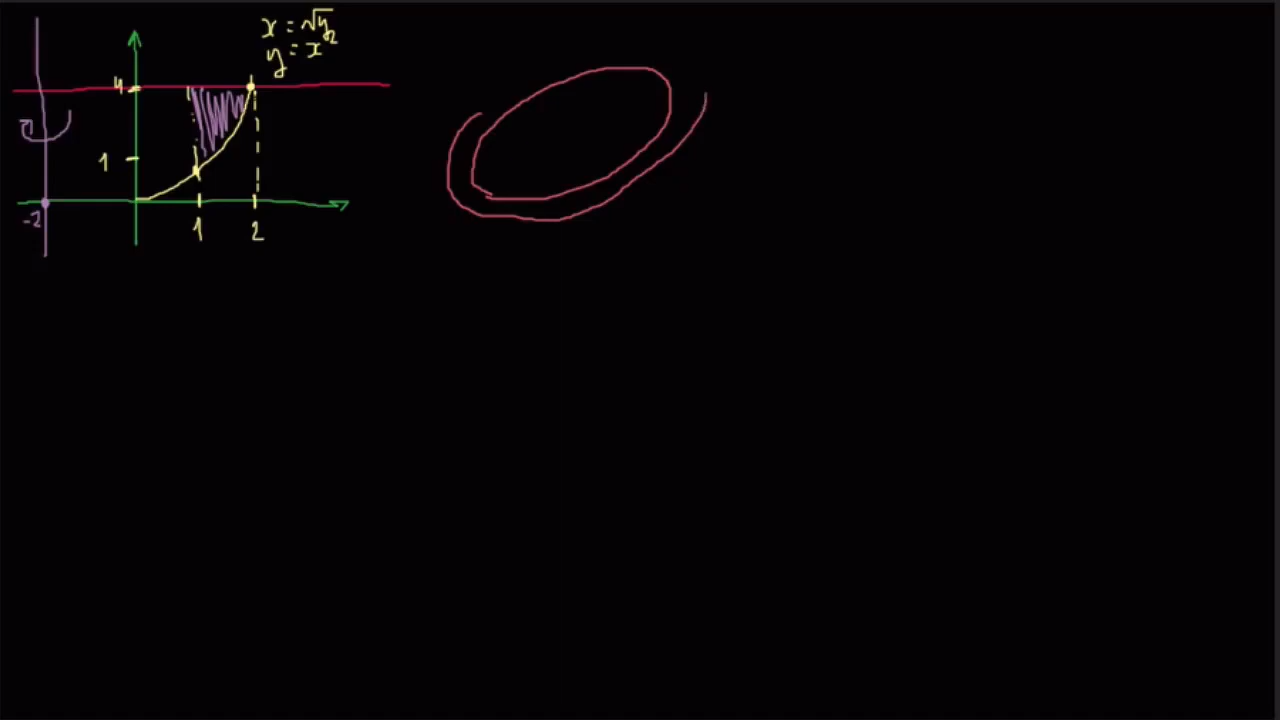 x = √y
y = x²
4
1
-2
1
2